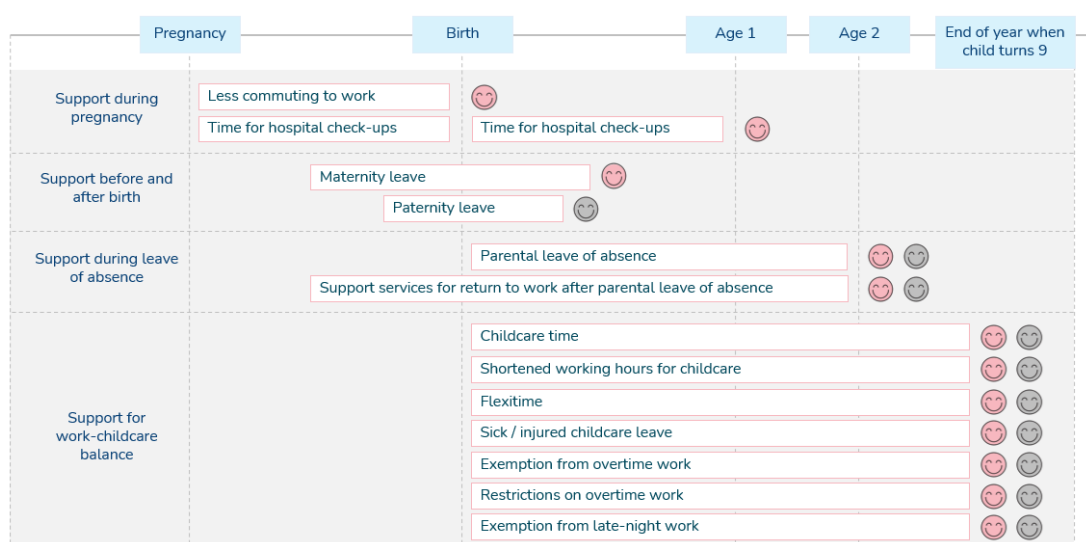 Pregnancy
Birth
Age 1
Age 2
End of year when
child turns 9
Support during
pregnancy
Less commuting to work
Time for hospital check-ups
Time for hospital check-ups
Support before and
after birth
Maternity leave
Paternity leave
Support during leave
of absence
Parental leave of absence
Support services for return to work after parental leave of absence
Support for
work-childcare
balance
Childcare time
Shortened working hours for childcare
Flexitime
Sick / injured childcare leave
Exemption from overtime work
Restrictions on overtime work
Exemption from late-night work